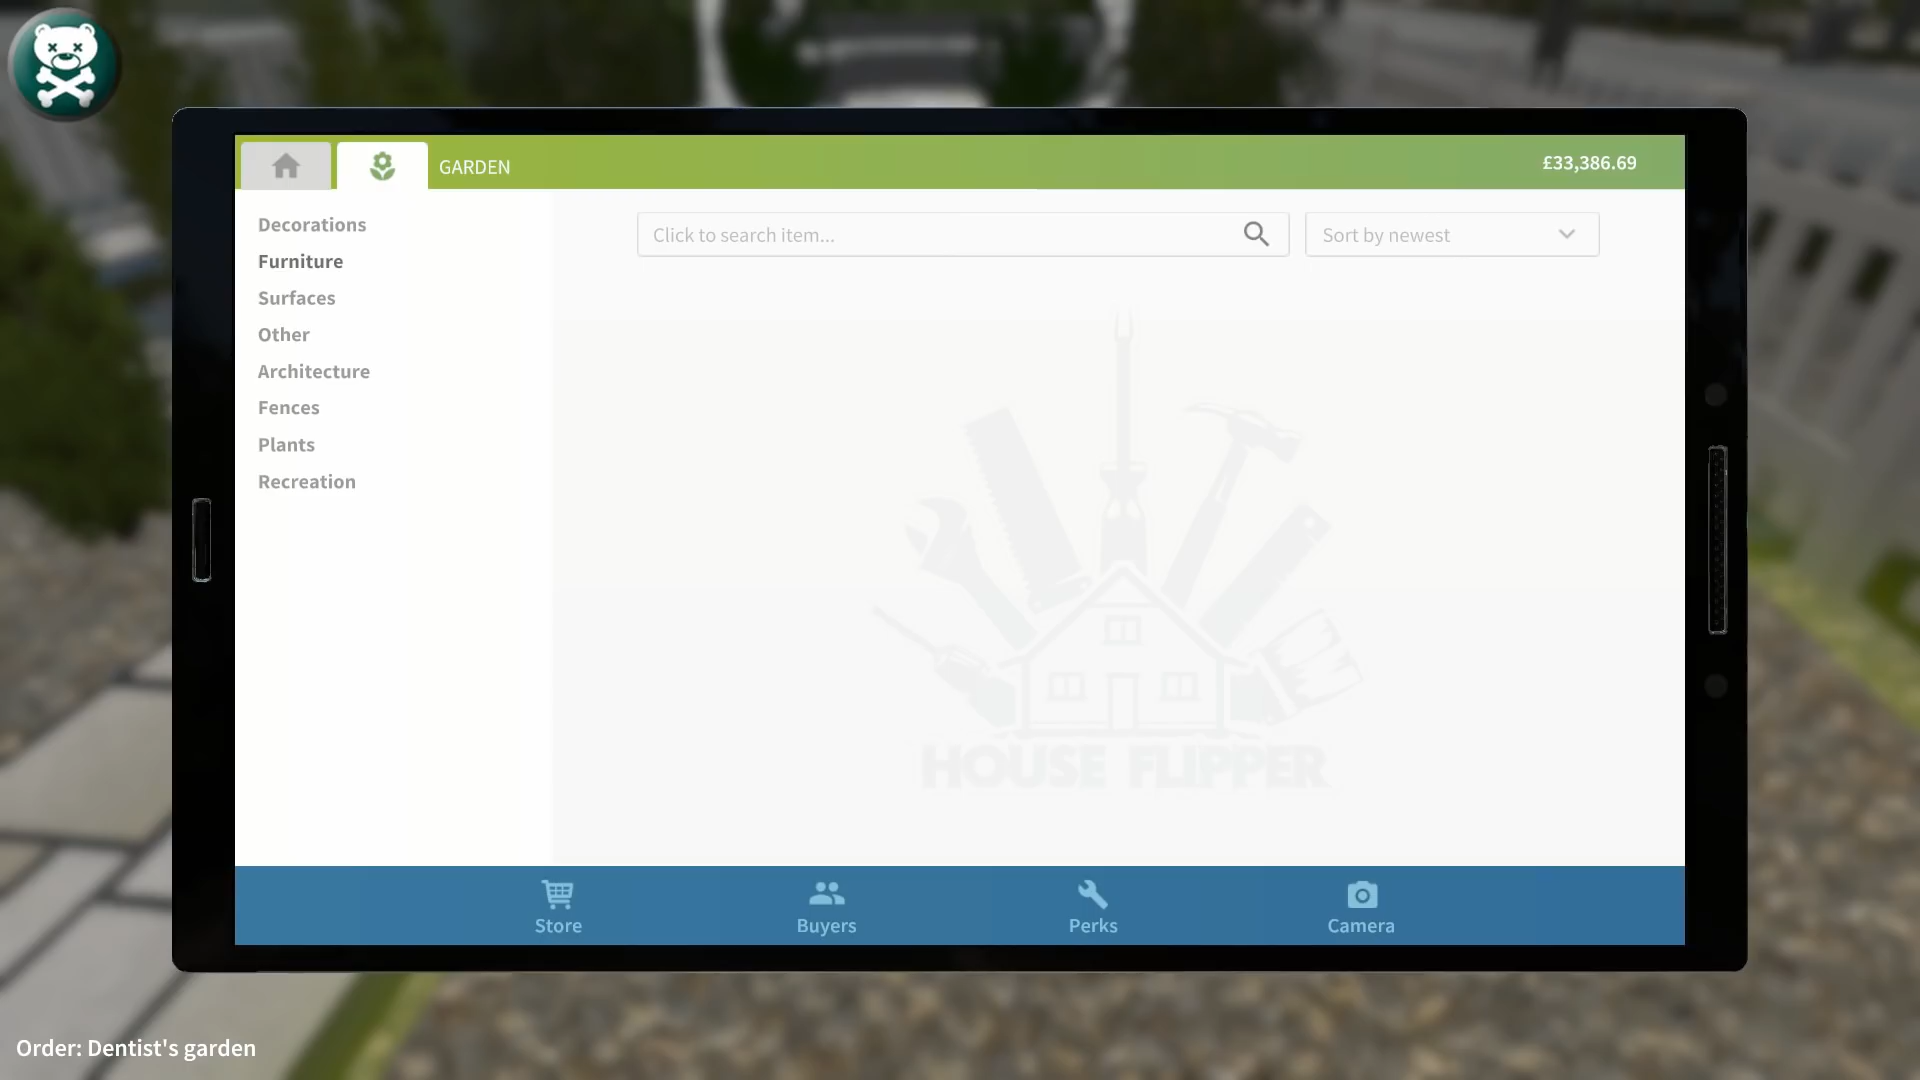 GARDEN
£33,386.69
Decorations
Furniture
Surfaces
Other
Architecture
Fences
Plants
Recreation
Click to search item...
Sort by newest
HOUSE FLIPPER
Store
Buyers
Perks
Camera
Order: Dentist's garden